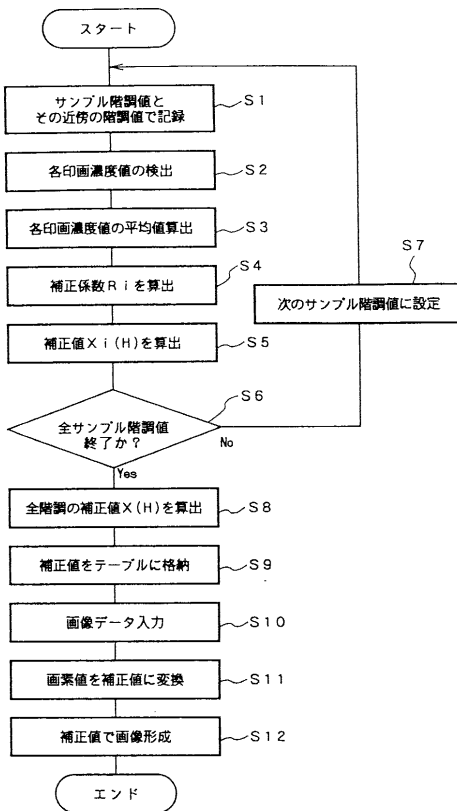 スタート
サンプル階調値と
その近傍の階調値で記録
S1
各印画濃度値の検出
S2
各印画濃度値の平均値算出
S3
補正係数Riを算出
S4
補正値Xi(H)を算出
S5
全サンプル階調値
終了か?
S6
No
次のサンプル階調値に設定
S7
Yes
全階調の補正値X(H)を算出
S8
補正値をテーブルに格納
S9
画像データ入力
S10
画素値を補正値に変換
S11
補正値で画像形成
S12
エンド